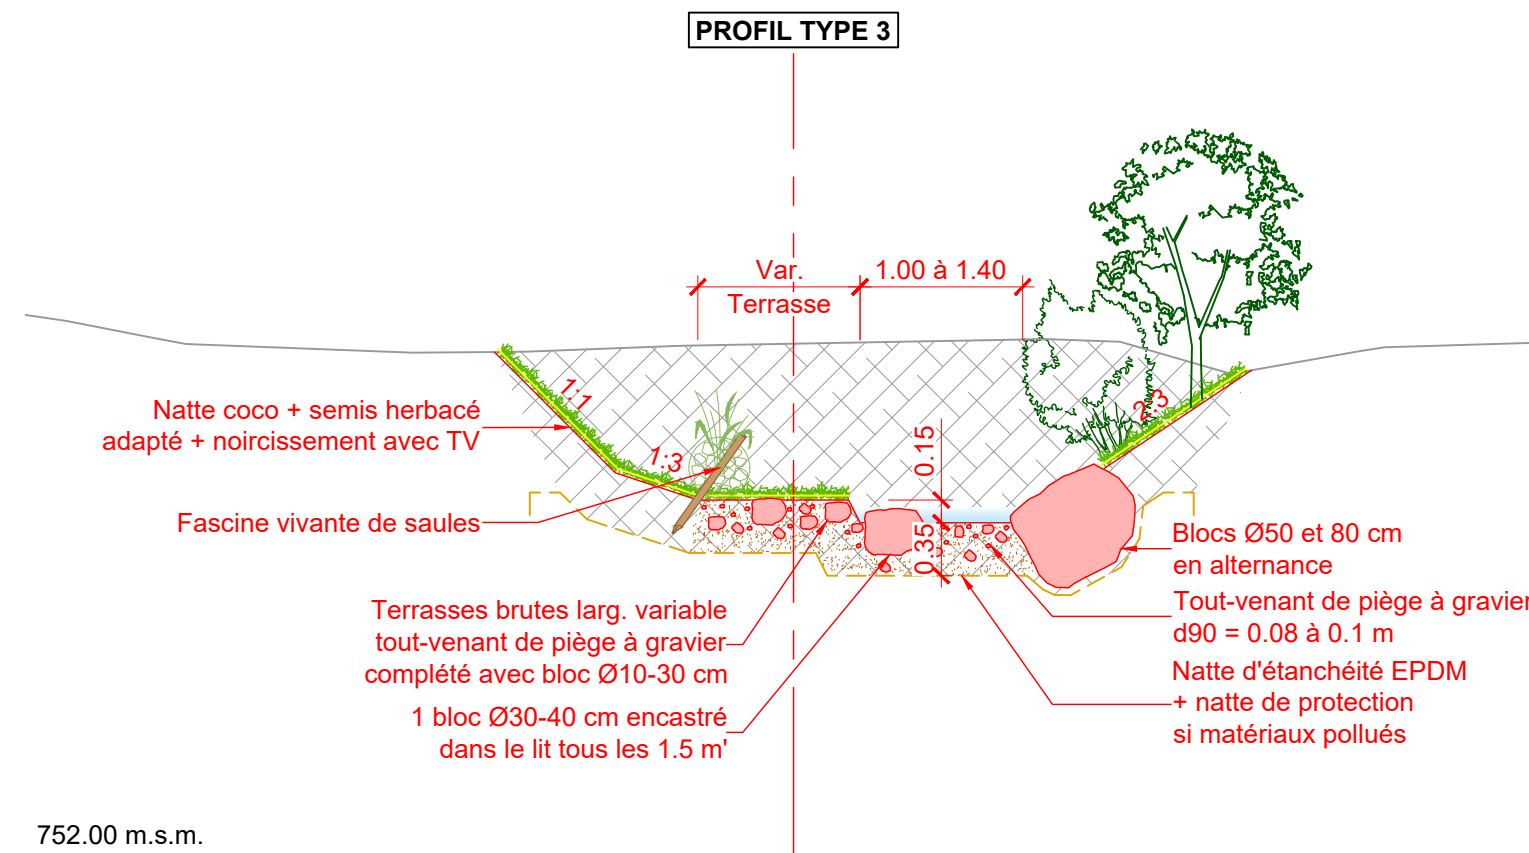 PROFIL TYPE 3
Var.
Terrasse
1.00 à 1.40
1:1
1:3
2:3
0.15
0.35
Natte coco + semis herbacé
adapté + noircissement avec TV
Fascine vivante de saules
Terrasses brutes larg. variable
tout-venant de piège à gravier
complété avec bloc Ø10-30 cm
1 bloc Ø30-40 cm encastré
dans le lit tous les 1.5 m'
Blocs Ø50 et 80 cm
en alternance
Tout-venant de piège à gravier
d90 = 0.08 à 0.1 m
Natte d'étanchéité EPDM
+ natte de protection
si matériaux pollués
752.00 m.s.m.